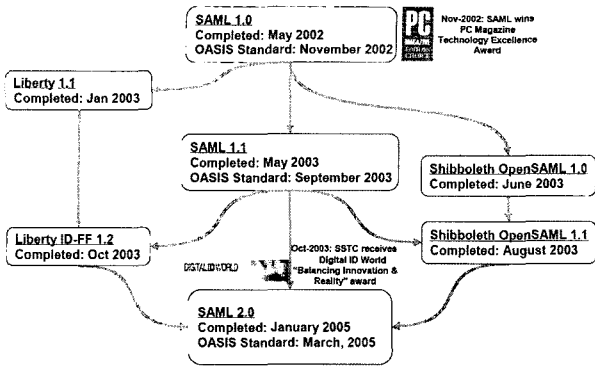 SAML 1.0
Completed: May 2002
OASIS Standard: November 2002
PC
Nov-2002: SAML wins
PC Magazine
Technology Excellence
Award
Liberty 1.1
Completed: Jan 2003
SAML 1.1
Completed: May 2003
OASIS Standard: September 2003
Shibboleth OpenSAML 1.0
Completed: June 2003
Liberty ID-FF 1.2
Completed: Oct 2003
Shibboleth OpenSAML 1.1
Completed: August 2003
Oct-2003: SSTC receives
Digital ID World
"Balancing Innovation &
Reality" award
DIGITALIDWORLD
SAML 2.0
Completed: January 2005
OASIS Standard: March, 2005